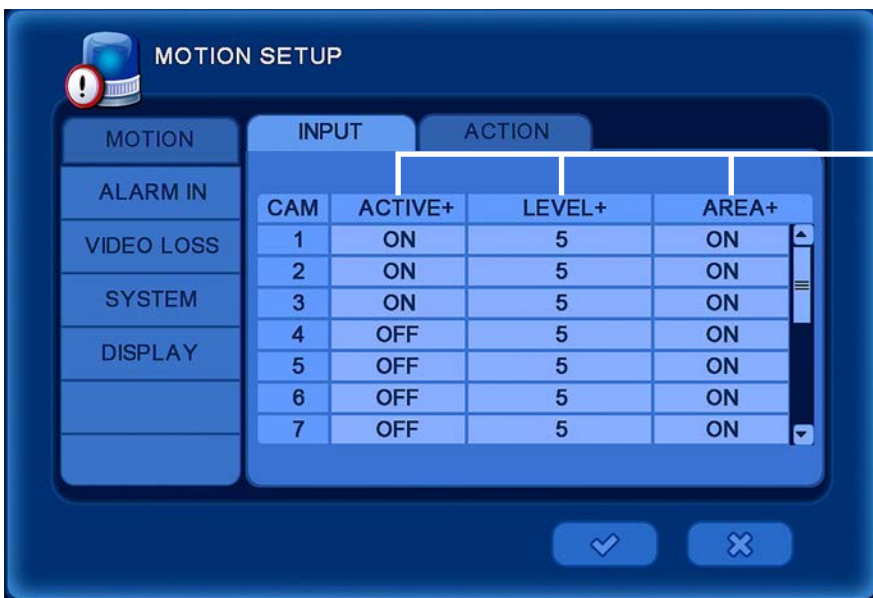 MOTION SETUP
INPUT ACTION
MOTION
ALARM IN
VIDEO LOSS
SYSTEM
DISPLAY
CAM ACTIVE+ LEVEL+ AREA+
1 ON 5 ON
2 ON 5 ON
3 ON 5 ON
4 OFF 5 ON
5 OFF 5 ON
6 OFF 5 ON
7 OFF 5 ON